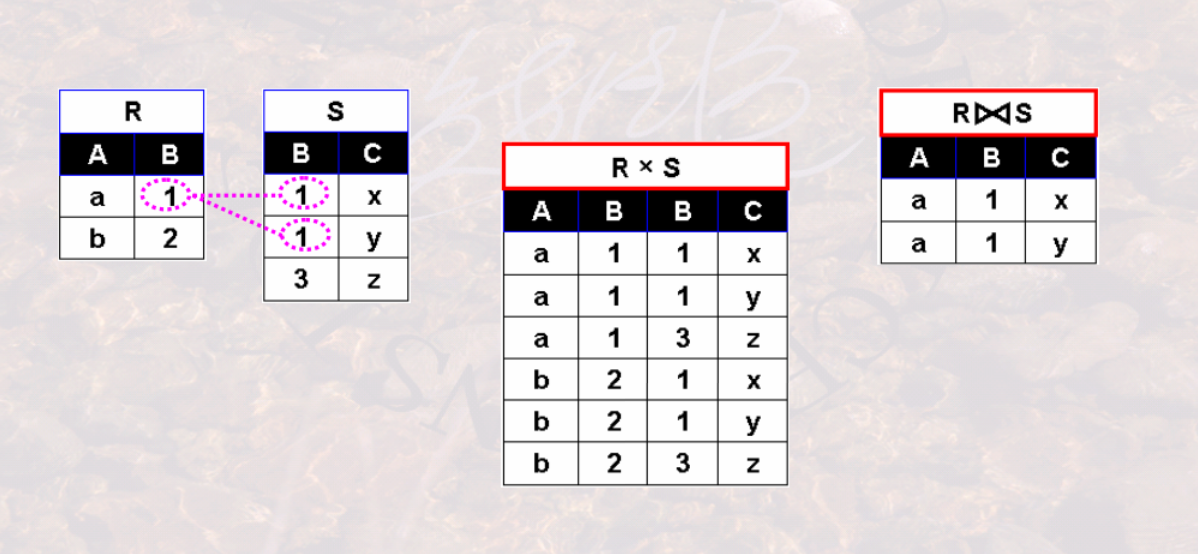 R
A B
a 1
b 2
S
B C
1 x
1 y
3 z
R × S
A B B C
a 1 1 x
a 1 1 y
a 1 3 z
b 2 1 x
b 2 1 y
b 2 3 z
R⋈S
A B C
a 1 x
a 1 y